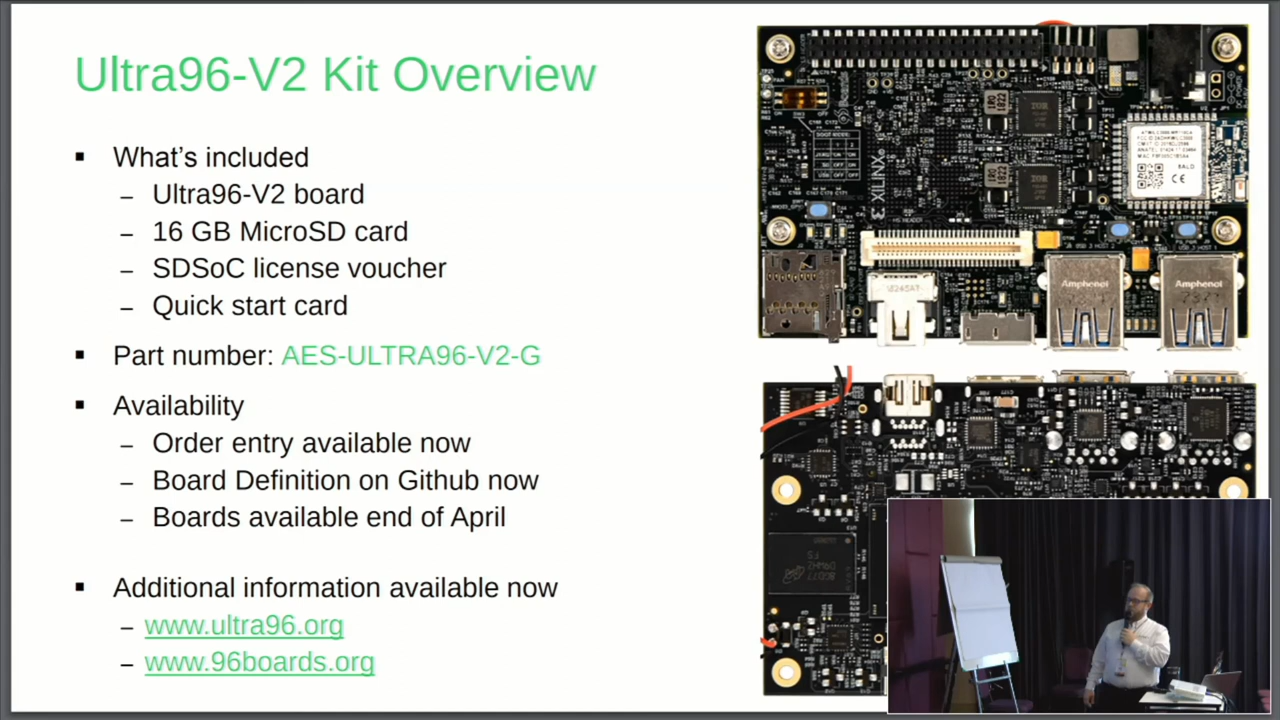 Ultra96-V2 Kit Overview
▪ What's included
– Ultra96-V2 board
– 16 GB MicroSD card
– SDSoC license voucher
– Quick start card
▪ Part number: AES-ULTRA96-V2-G
▪ Availability
– Order entry available now
– Board Definition on Github now
– Boards available end of April
▪ Additional information available now
– www.ultra96.org
– www.96boards.org
XILINX
Amphenol
Amphenol